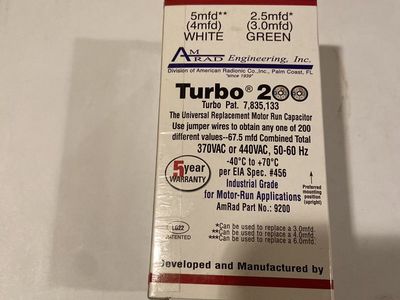 5mfd** 2.5mfd*
(4mfd) (3.0mfd)
WHITE GREEN
AM RAD Engineering, Inc.
Division of American Radionic Co.,Inc., Palm Coast, FL
"since 1939"
Turbo® 200
Turbo Pat. 7,835,133
The Universal Replacement Motor Run Capacitor
Use jumper wires to obtain any one of 200
different values--67.5 mfd Combined Total
370VAC or 440VAC, 50-60 Hz
-40°C to +70°C
per EIA Spec. #456
5 year
WARRANTY
Industrial Grade
for Motor-Run Applications
AmRad Part No.: 9200
↑ Preferred
mounting
position
(upright)
LG22
PATENTED
*Can be used to replace a 3.0mfd.
**Can be used to replace a 4.0mfd.
***Can be used to replace a 6.0mfd.
Developed and Manufactured by